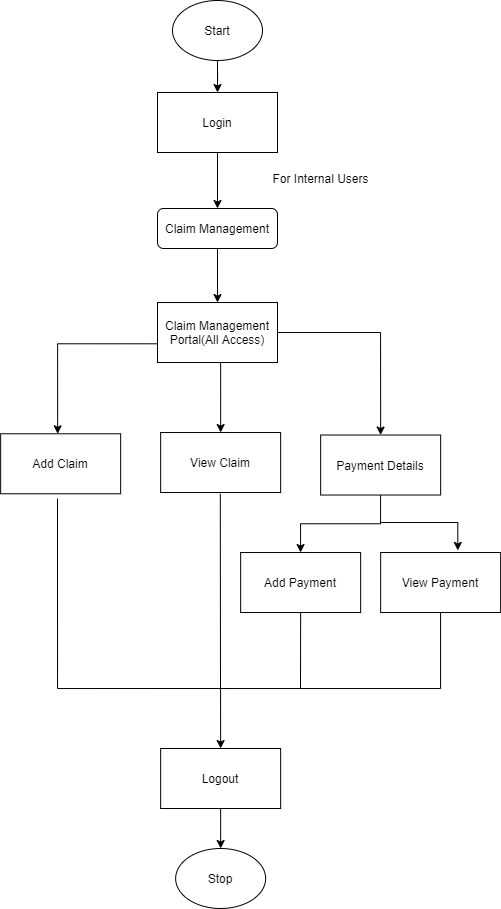 Start
Login
For Internal Users
Claim Management
Claim Management
Portal(All Access)
Add Claim
View Claim
Payment Details
Add Payment
View Payment
Logout
Stop